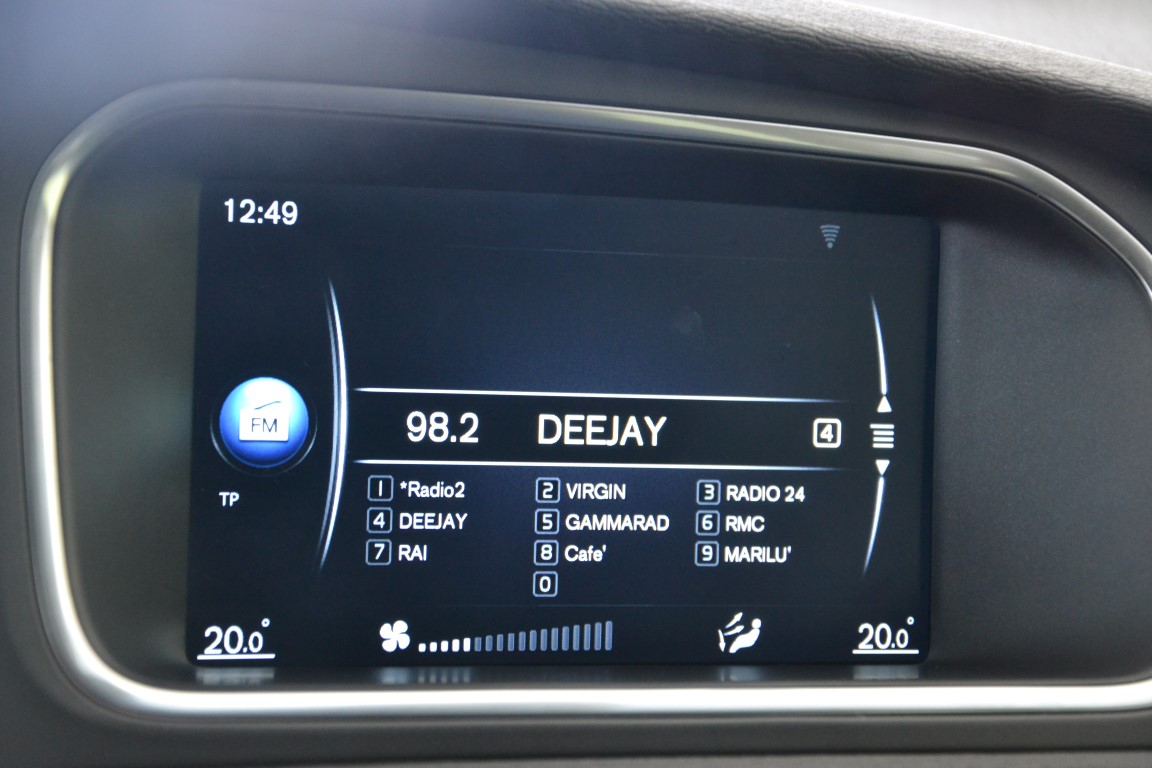 12:49
FM
98.2 DEEJAY 4
TP
1 *Radio2 2 VIRGIN 3 RADIO 24
4 DEEJAY 5 GAMMARAD 6 RMC
7 RAI 8 Cafe' 9 MARILU'
0
20.0° 20.0°